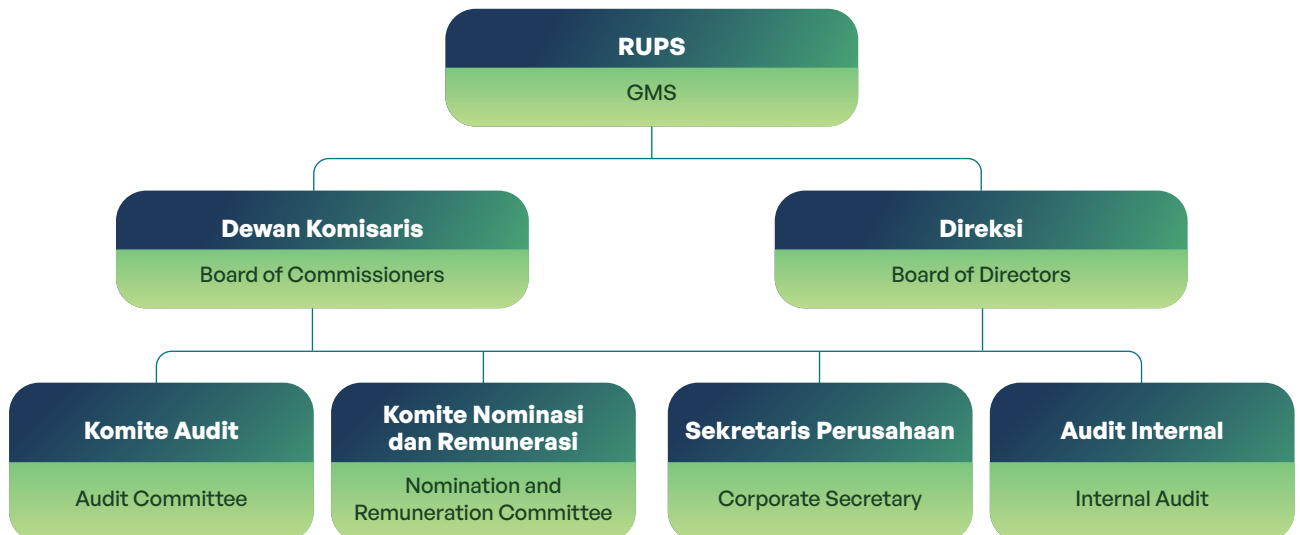 RUPS
GMS
Dewan Komisaris
Board of Commissioners
Direksi
Board of Directors
Komite Audit
Audit Committee
Komite Nominasi
dan Remunerasi
Nomination and
Remuneration Committee
Sekretaris Perusahaan
Corporate Secretary
Audit Internal
Internal Audit